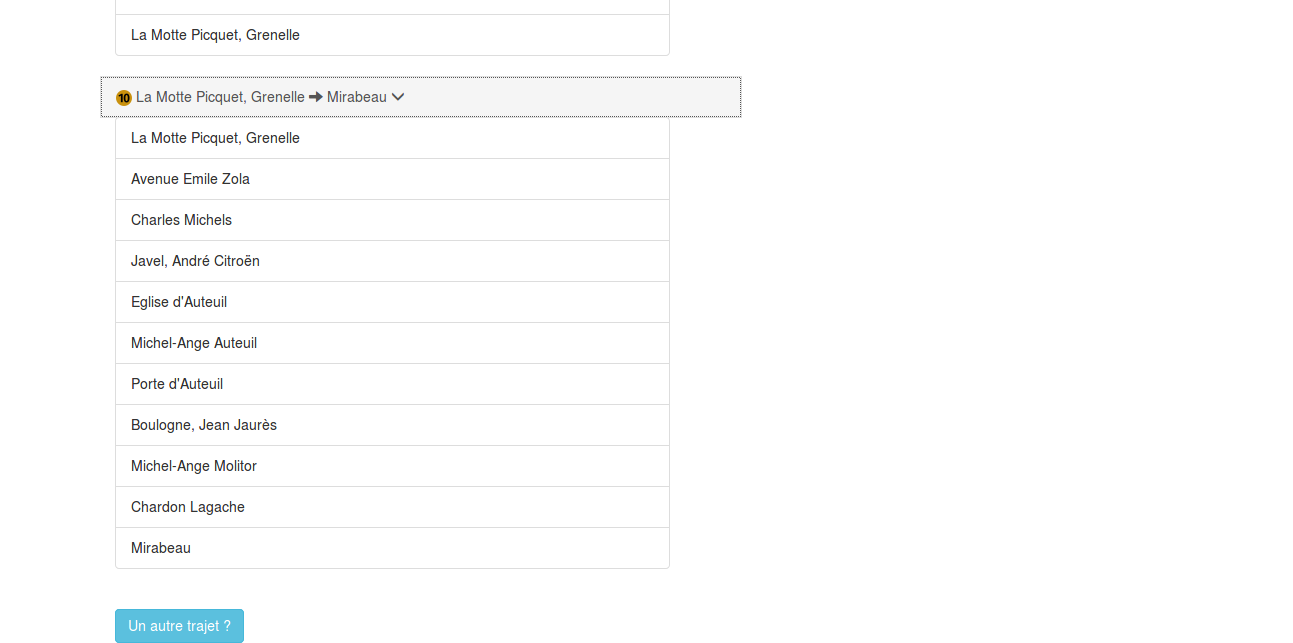 La Motte Picquet, Grenelle
10 La Motte Picquet, Grenelle ➡ Mirabeau
La Motte Picquet, Grenelle
Avenue Emile Zola
Charles Michels
Javel, André Citroën
Eglise d'Auteuil
Michel-Ange Auteuil
Porte d'Auteuil
Boulogne, Jean Jaurès
Michel-Ange Molitor
Chardon Lagache
Mirabeau
Un autre trajet ?